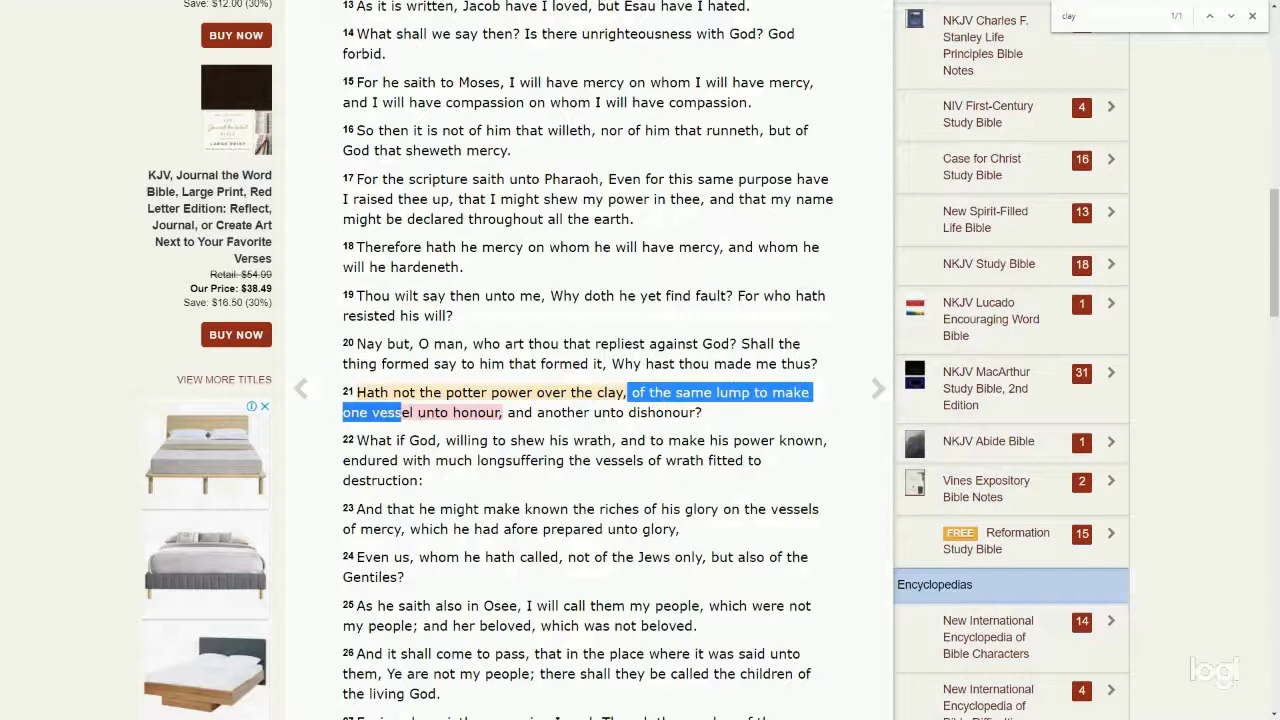 Save: $12.00 (30%)
BUY NOW
KJV, Journal the Word
Bible, Large Print, Red
Letter Edition: Reflect,
Journal, or Create Art
Next to Your Favorite
Verses
Retail: $54.99
Our Price: $38.49
Save: $16.50 (30%)
BUY NOW
VIEW MORE TITLES
13 As it is written, Jacob have I loved, but Esau have I hated.
14 What shall we say then? Is there unrighteousness with God? God
forbid.
15 For he saith to Moses, I will have mercy on whom I will have mercy,
and I will have compassion on whom I will have compassion.
16 So then it is not of him that willeth, nor of him that runneth, but of
God that sheweth mercy.
17 For the scripture saith unto Pharaoh, Even for this same purpose have
I raised thee up, that I might shew my power in thee, and that my name
might be declared throughout all the earth.
18 Therefore hath he mercy on whom he will have mercy, and whom he
will he hardeneth.
19 Thou wilt say then unto me, Why doth he yet find fault? For who hath
resisted his will?
20 Nay but, O man, who art thou that repliest against God? Shall the
thing formed say to him that formed it, Why hast thou made me thus?
21 Hath not the potter power over the clay, of the same lump to make
one vessel unto honour, and another unto dishonour?
22 What if God, willing to shew his wrath, and to make his power known,
endured with much longsuffering the vessels of wrath fitted to
destruction:
23 And that he might make known the riches of his glory on the vessels
of mercy, which he had afore prepared unto glory,
24 Even us, whom he hath called, not of the Jews only, but also of the
Gentiles?
25 As he saith also in Osee, I will call them my people, which were not
my people; and her beloved, which was not beloved.
26 And it shall come to pass, that in the place where it was said unto
them, Ye are not my people; there shall they be called the children of
the living God.
clay 1/1
NKJV Charles F.
Stanley Life
Principles Bible
Notes
NIV First-Century 4
Study Bible
Case for Christ 16
Study Bible
New Spirit-Filled 13
Life Bible
NKJV Study Bible 18
NKJV Lucado 1
Encouraging Word
Bible
NKJV MacArthur 31
Study Bible, 2nd
Edition
NKJV Abide Bible 1
Vines Expository 2
Bible Notes
FREE Reformation 15
Study Bible
Encyclopedias
New International 14
Encyclopedia of
Bible Characters
New International 4
Encyclopedia of
logi